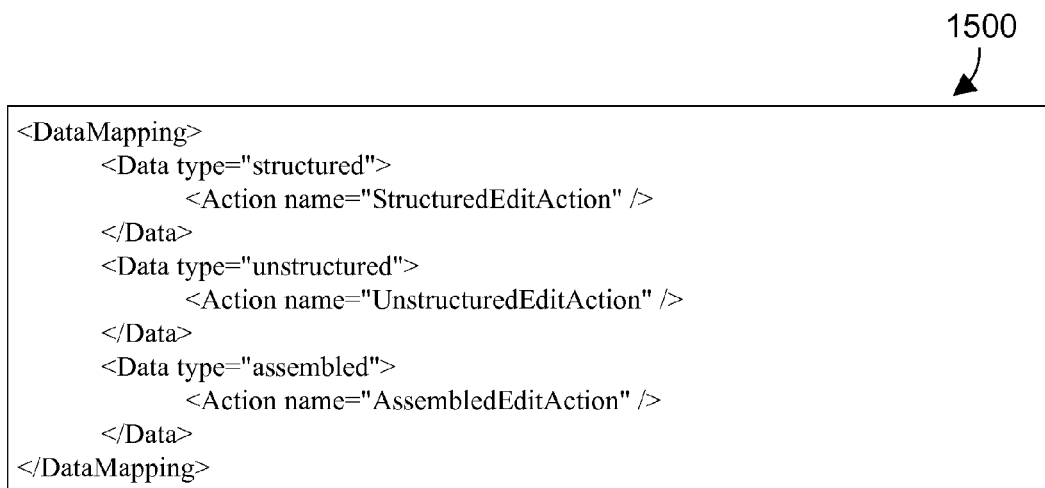 1500
<DataMapping>
<Data type="structured">
<Action name="StructuredEditAction" />
</Data>
<Data type="unstructured">
<Action name="UnstructuredEditAction" />
</Data>
<Data type="assembled">
<Action name="AssembledEditAction" />
</Data>
</DataMapping>